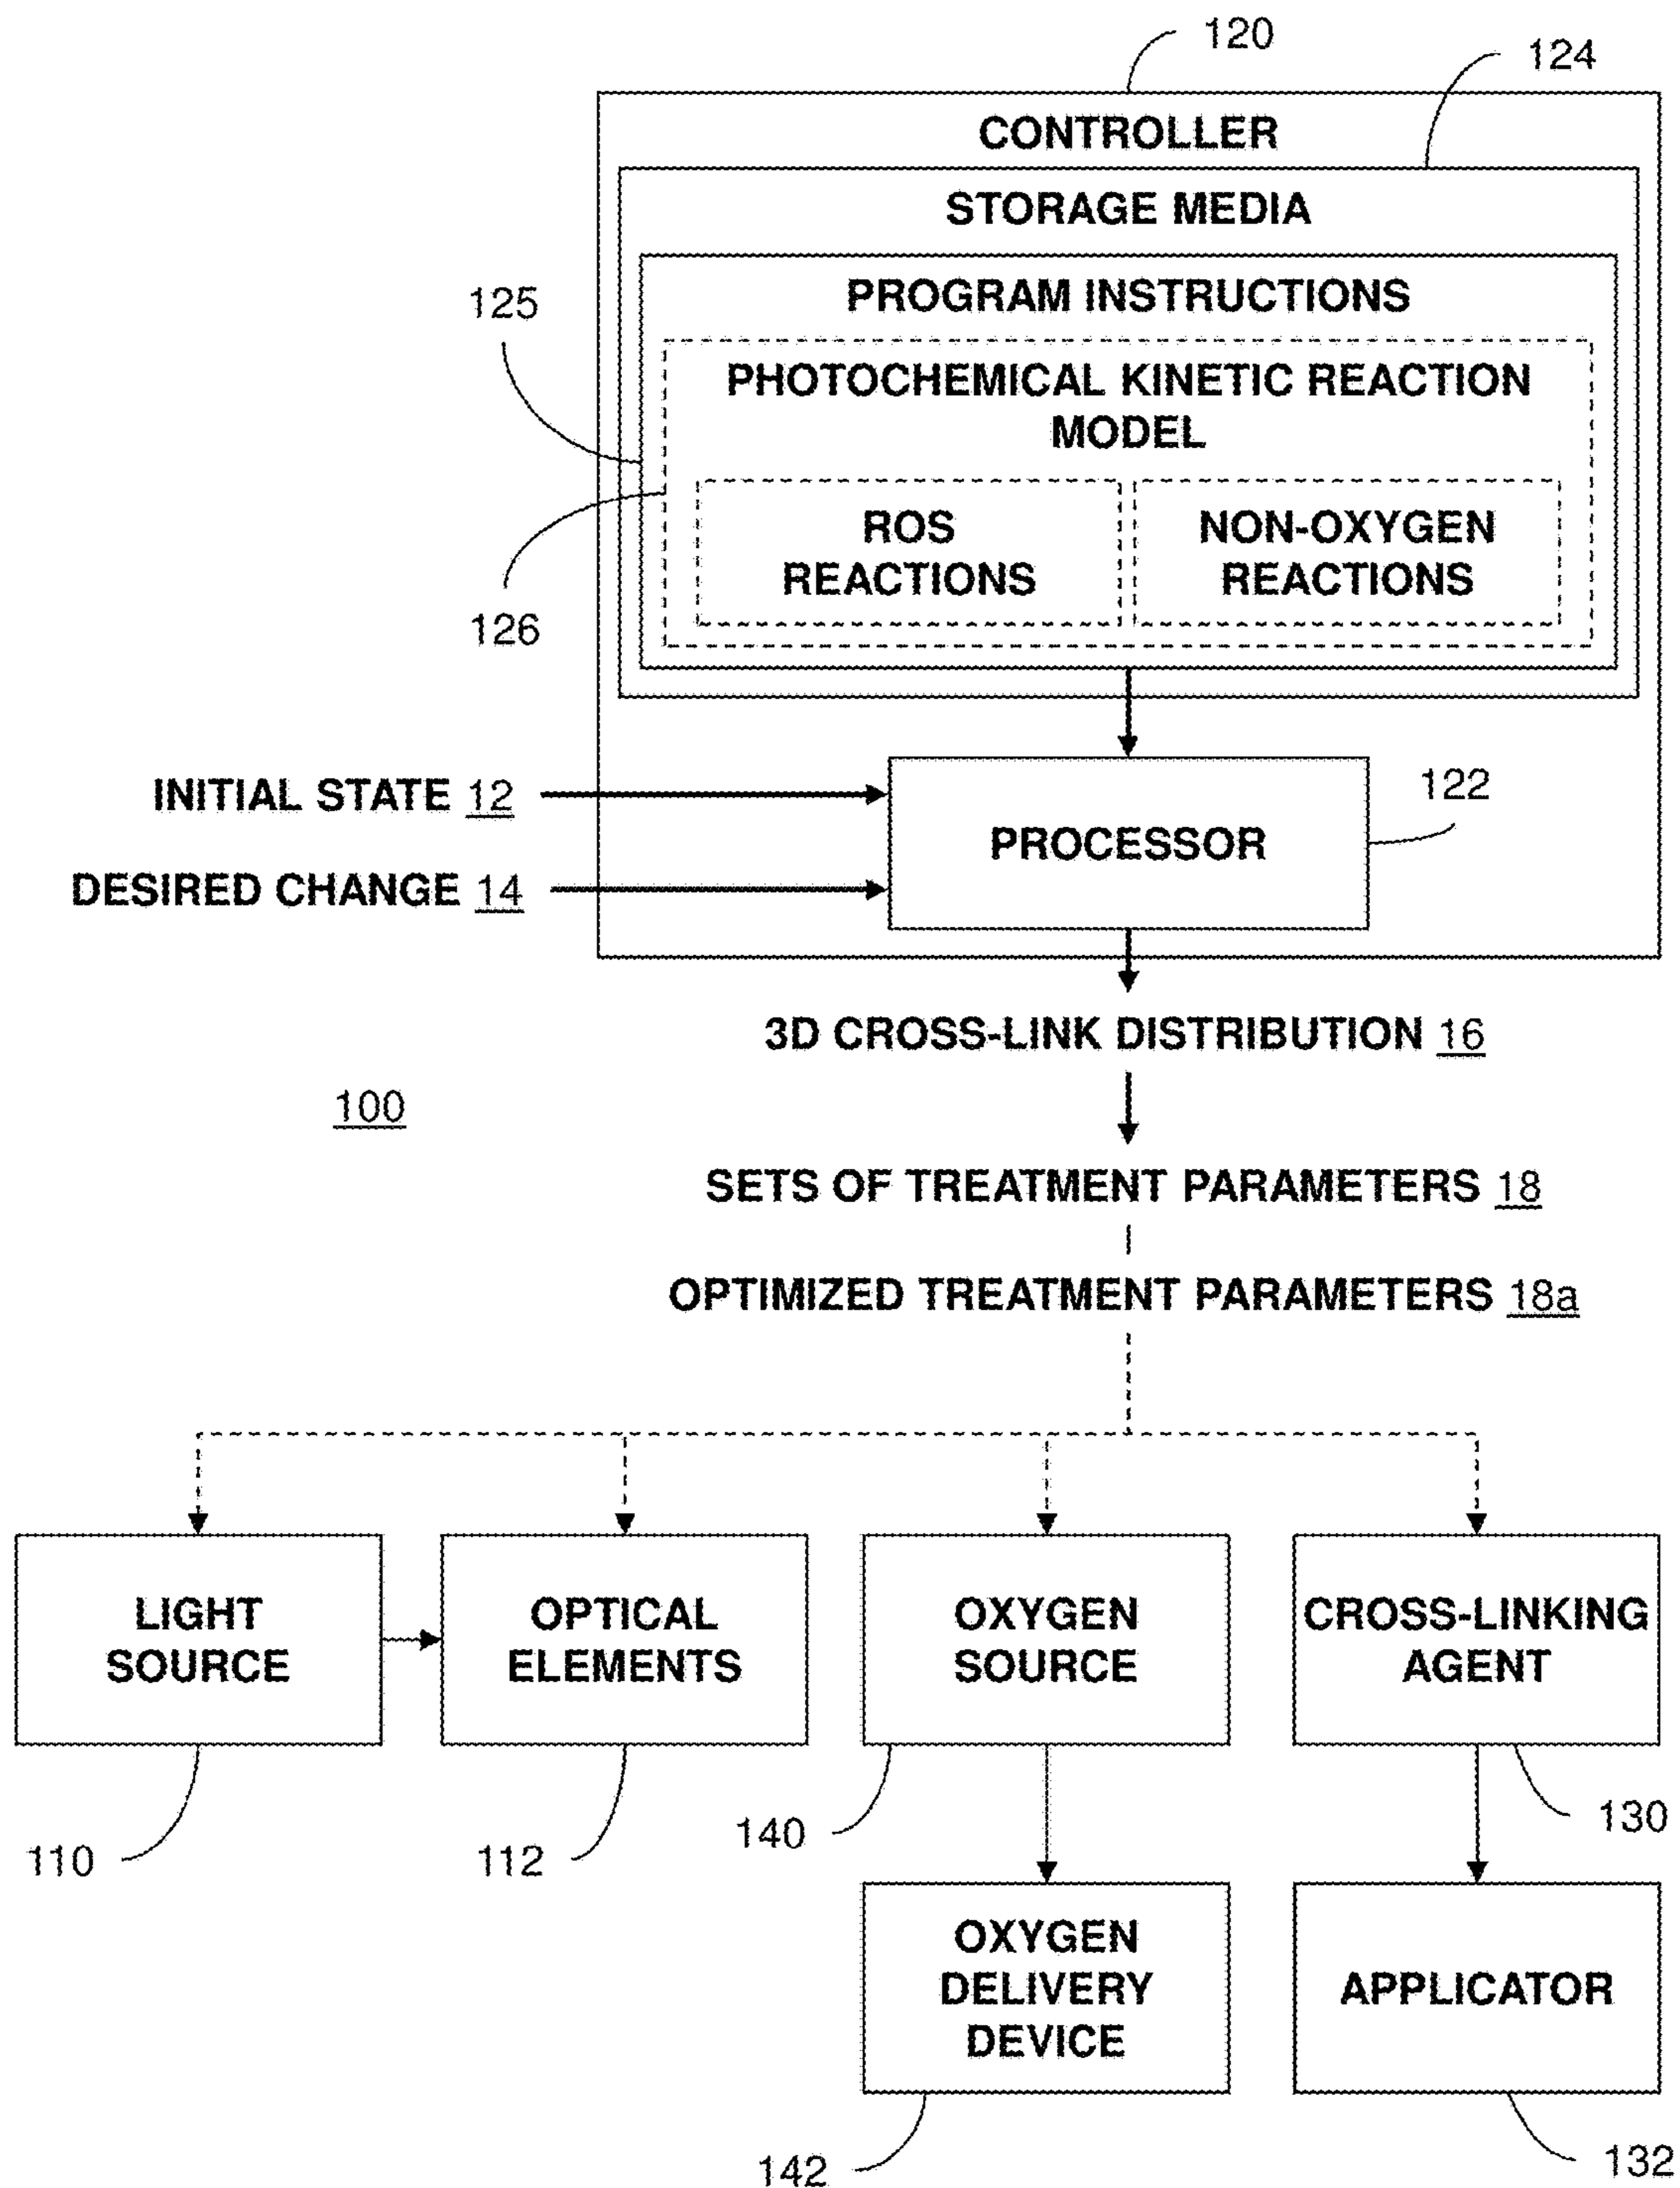 120
124
CONTROLLER
STORAGE MEDIA
125
PROGRAM INSTRUCTIONS
PHOTOCHEMICAL KINETIC REACTION
MODEL
ROS
REACTIONS
NON-OXYGEN
REACTIONS
126
INITIAL STATE 12
122
PROCESSOR
DESIRED CHANGE 14
3D CROSS-LINK DISTRIBUTION 16
100
SETS OF TREATMENT PARAMETERS 18
OPTIMIZED TREATMENT PARAMETERS 18a
LIGHT
SOURCE
OPTICAL
ELEMENTS
OXYGEN
SOURCE
CROSS-LINKING
AGENT
110
112
140
130
OXYGEN
DELIVERY
DEVICE
APPLICATOR
142
132